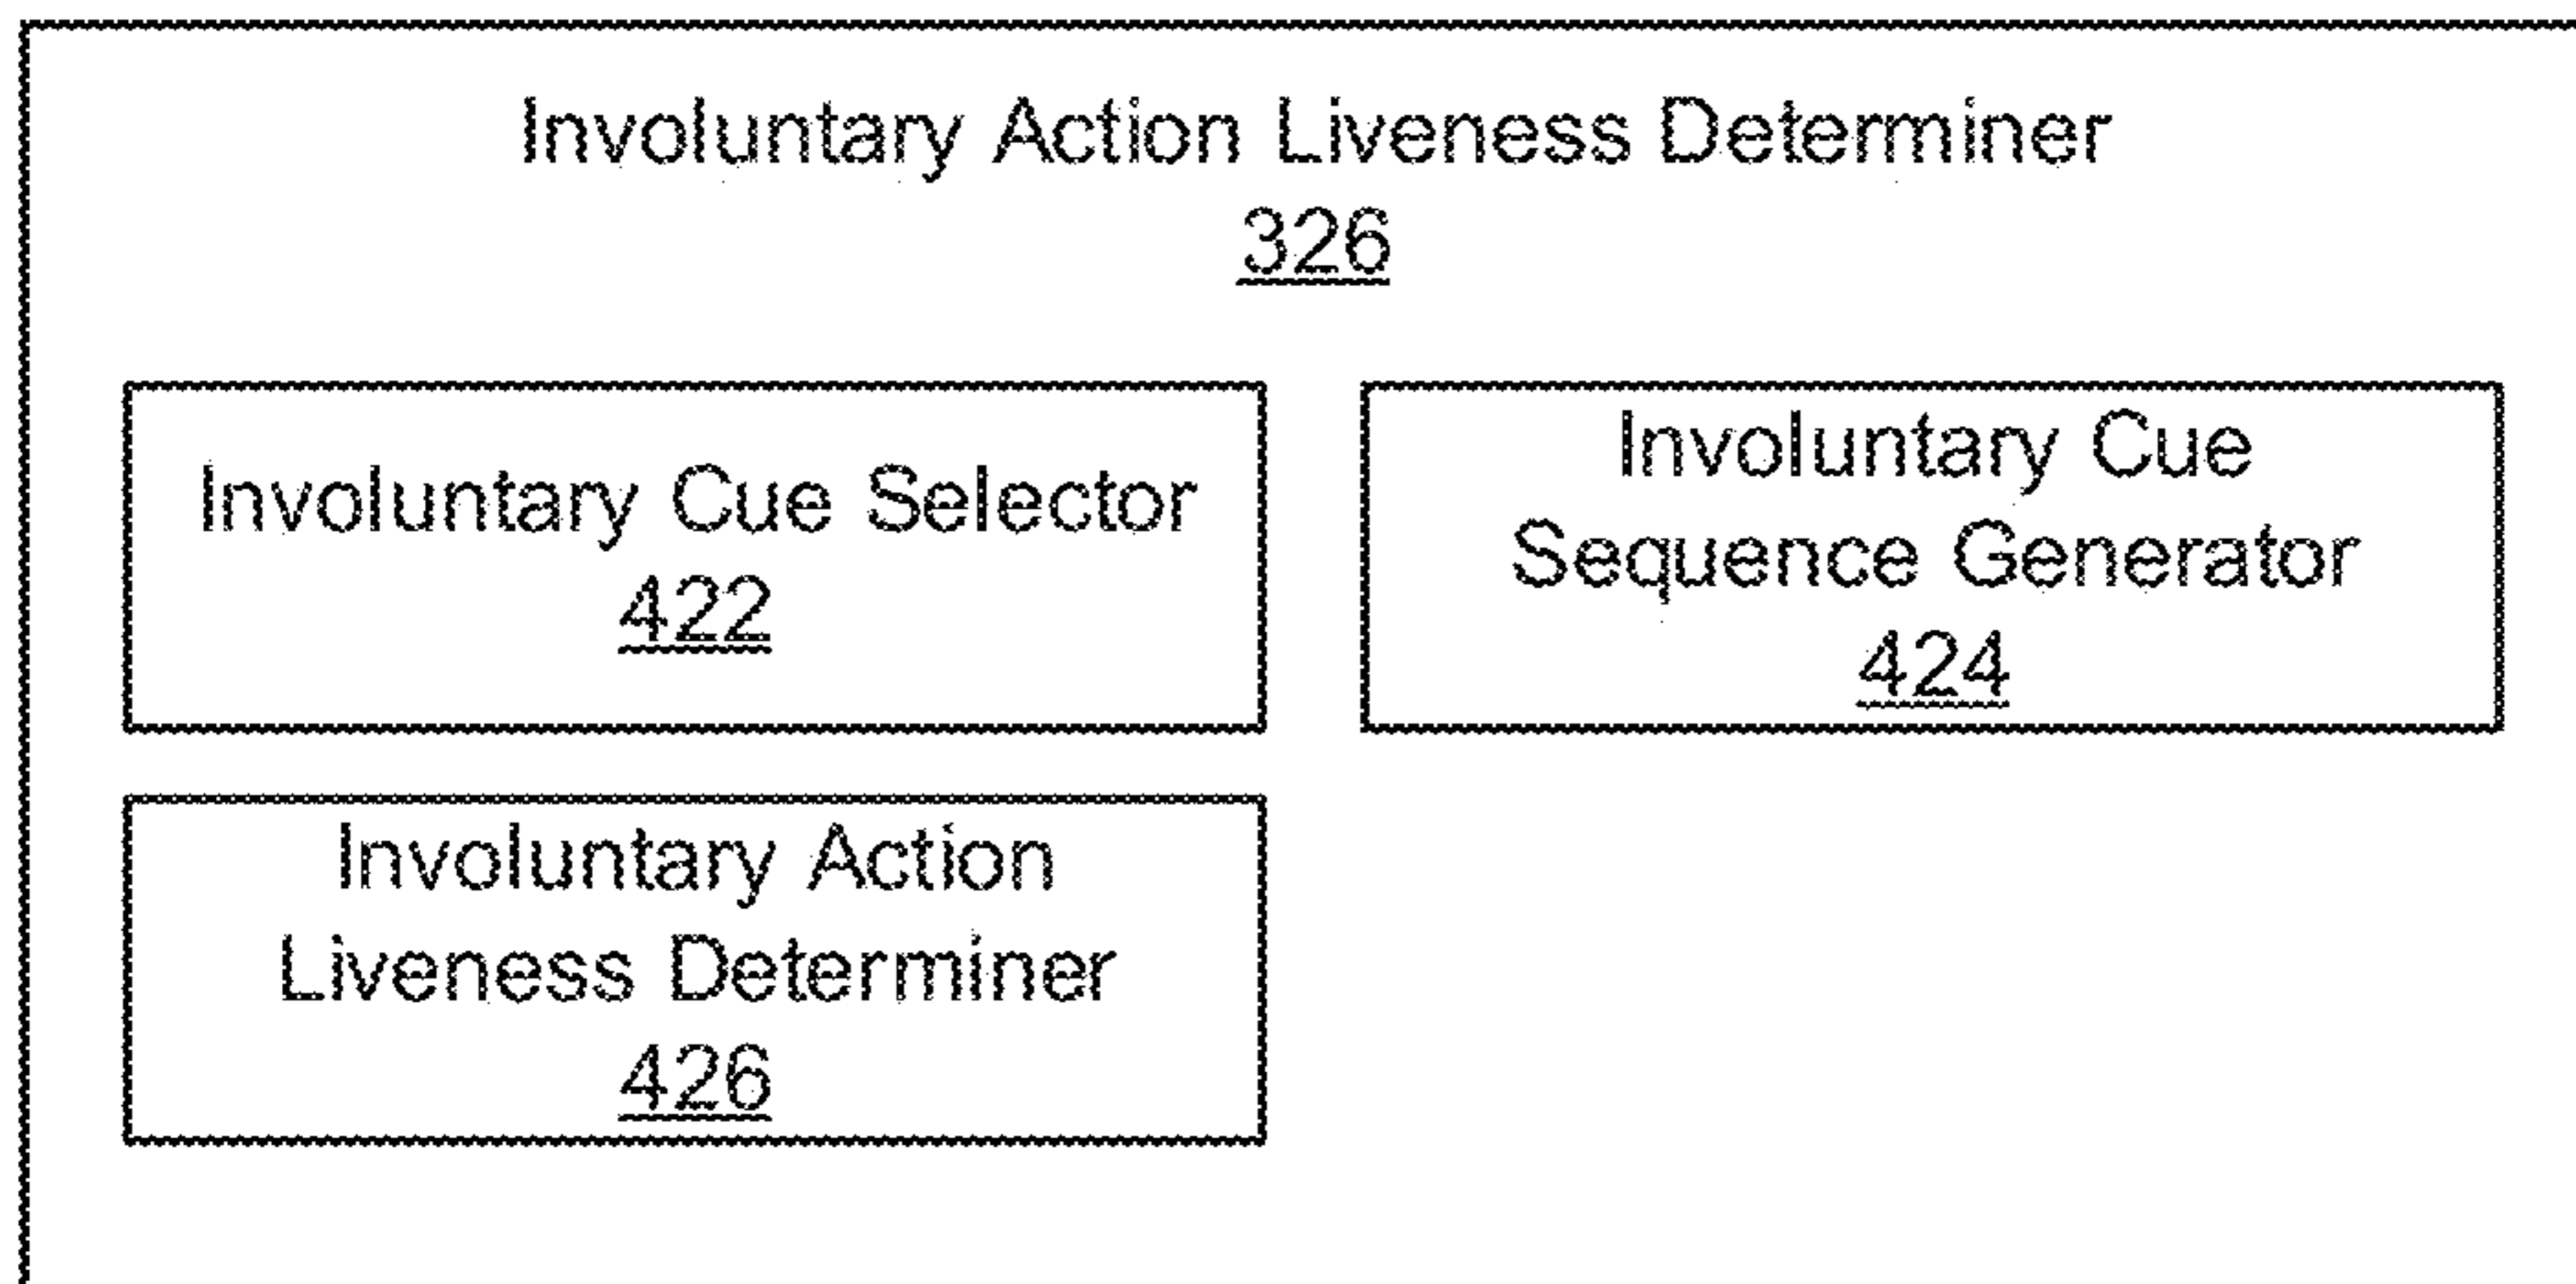 Involuntary Action Liveness Determiner
326
Involuntary Cue Selector
422
Involuntary Cue
Sequence Generator
424
Involuntary Action
Liveness Determiner
426